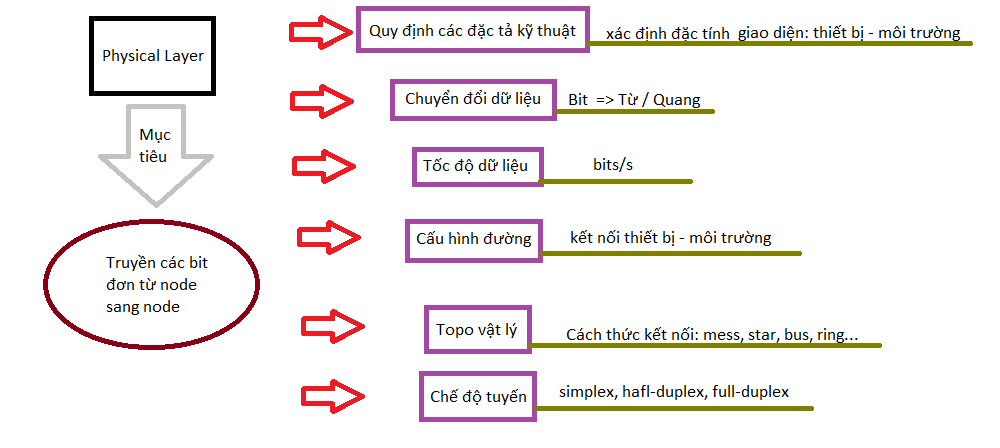 Physical Layer
Mục
tiêu
Truyền các bit
đơn từ node
sang node
Quy định các đặc tả kỹ thuật
xác định đặc tính giao diện: thiết bị - môi trường
Chuyển đổi dữ liệu
Bit => Từ / Quang
Tốc độ dữ liệu
bits/s
Cấu hình đường
kết nối thiết bị - môi trường
Topo vật lý
Cách thức kết nối: mess, star, bus, ring...
Chế độ tuyến
simplex, hafl-duplex, full-duplex